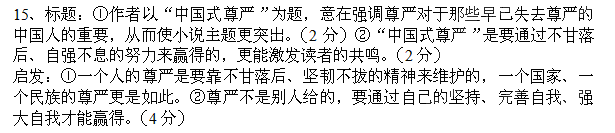 15、标题：①作者以“中国式尊严”为题，意在强调尊严对于那些早已失去尊严的
中国人的重要，从而使小说主题更突出。（2 分）②“中国式尊严”是要通过不甘落
后、自强不息的努力来赢得的，更能激发读者的共鸣。（2 分）
启发：①一个人的尊严是要靠不甘落后、坚韧不拔的精神来维护的，一个国家、一
个民族的尊严更是如此。②尊严不是别人给的，要通过自己的坚持、完善自我、强
大自我才能赢得。（4 分）